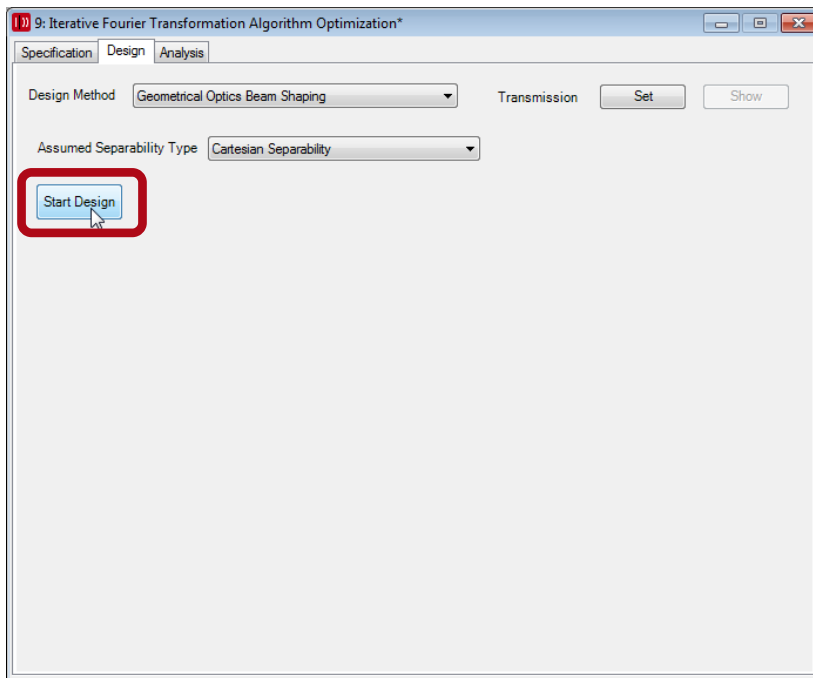 9: Iterative Fourier Transformation Algorithm Optimization*
Specification Design Analysis
Design Method Geometrical Optics Beam Shaping Transmission Set Show
Assumed Separability Type Cartesian Separability
Start Design